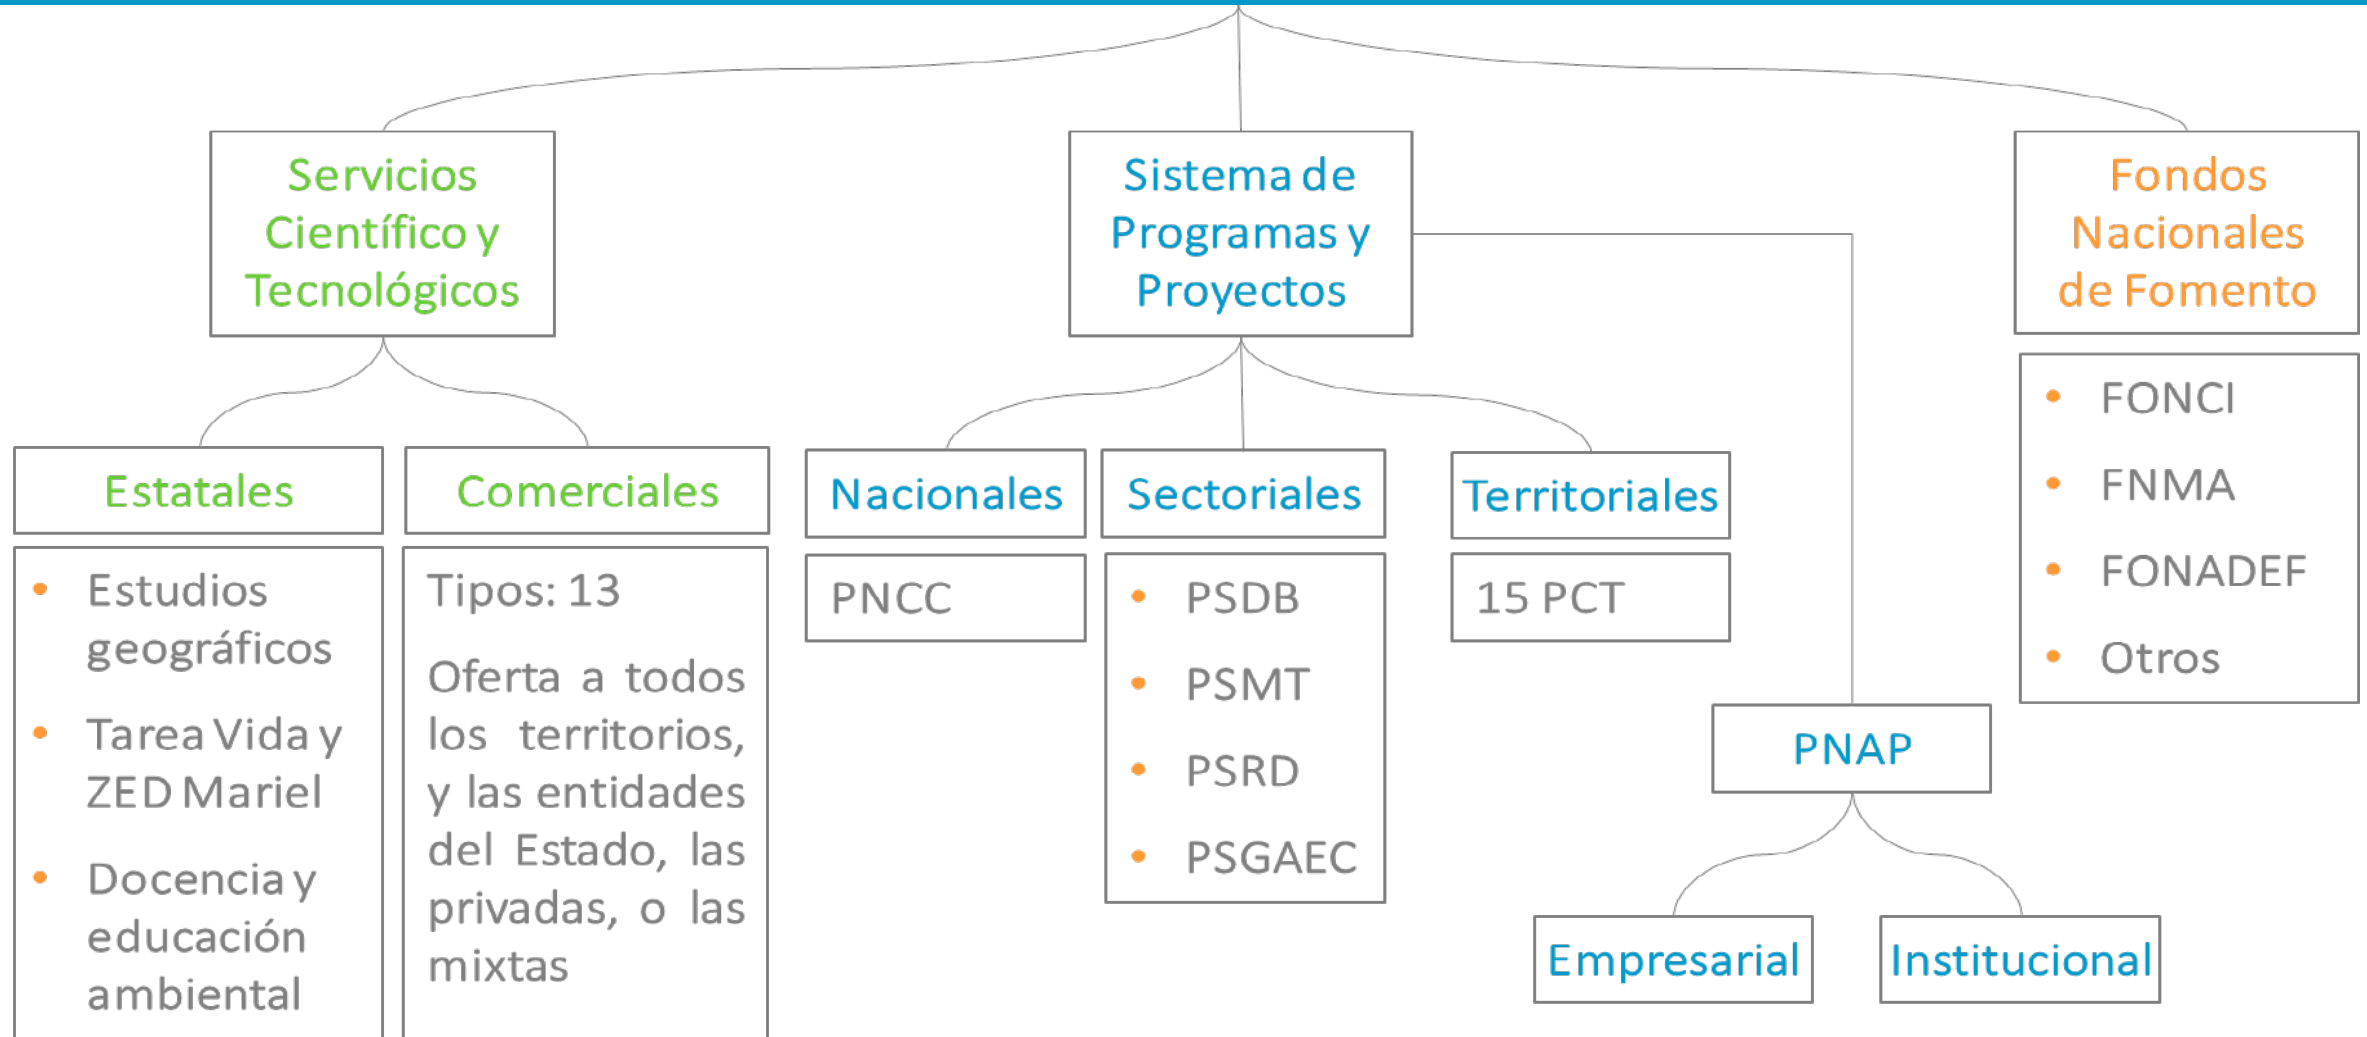 Servicios
Científico y
Tecnológicos
Sistema de
Programas y
Proyectos
Fondos
Nacionales
de Fomento
• FONCI
• FNMA
• FONADEF
• Otros
Estatales
• Estudios
geográficos
• Tarea Vida y
ZED Mariel
• Docencia y
educación
ambiental
Comerciales
Tipos: 13
Oferta a todos
los territorios,
y las entidades
del Estado, las
privadas, o las
mixtas
Nacionales
PNCC
Sectoriales
• PSDB
• PSMT
• PSRD
• PSGAEC
Territoriales
15 PCT
PNAP
Empresarial
Institucional